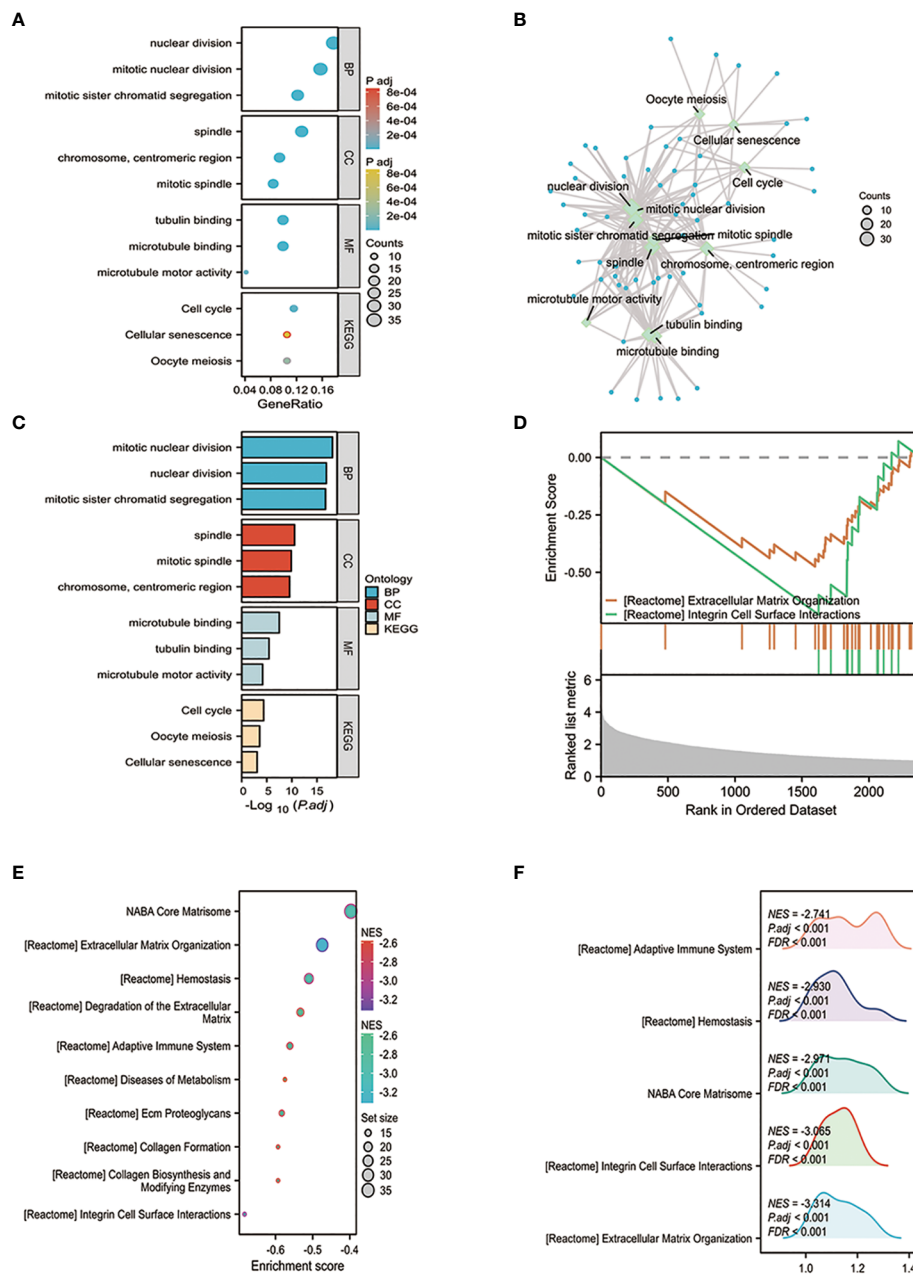 A
nuclear division
mitotic nuclear division
mitotic sister chromatid segregation
BP
spindle
chromosome, centromeric region
mitotic spindle
CC
tubulin binding
microtubule binding
microtubule motor activity
MF
Cell cycle
Cellular senescence
Oocyte meiosis
KEGG
0.04 0.08 0.12 0.16
GeneRatio
P adj
8e-04
6e-04
4e-04
2e-04
P adj
8e-04
6e-04
4e-04
2e-04
Counts
10
15
20
25
30
35
B
Oocyte meiosis
Cellular senescence
Cell cycle
nuclear division
mitotic nuclear division
mitotic sister chromatid segregation
mitotic spindle
spindle
chromosome, centromeric region
microtubule motor activity
tubulin binding
microtubule binding
Counts
10
20
30
C
mitotic nuclear division
nuclear division
mitotic sister chromatid segregation
BP
spindle
mitotic spindle
chromosome, centromeric region
CC
microtubule binding
tubulin binding
microtubule motor activity
MF
Cell cycle
Oocyte meiosis
Cellular senescence
KEGG
0 5 10 15
-Log 10 (P.adj)
Ontology
BP
CC
MF
KEGG
D
Enrichment Score
0.00
-0.25
-0.50
[Reactome] Extracellular Matrix Organization
[Reactome] Integrin Cell Surface Interactions
Ranked list metric
6
4
2
0
0 500 1000 1500 2000
Rank in Ordered Dataset
E
NABA Core Matrisome
[Reactome] Extracellular Matrix Organization
[Reactome] Hemostasis
[Reactome] Degradation of the Extracellular
Matrix
[Reactome] Adaptive Immune System
[Reactome] Diseases of Metabolism
[Reactome] Ecm Proteoglycans
[Reactome] Collagen Formation
[Reactome] Collagen Biosynthesis and
Modifying Enzymes
[Reactome] Integrin Cell Surface Interactions
-0.6 -0.5 -0.4
Enrichment score
NES
-2.6
-2.8
-3.0
-3.2
NES
-2.6
-2.8
-3.0
-3.2
Set size
15
20
25
30
35
F
NES = -2.741
P.adj < 0.001
FDR < 0.001
[Reactome] Adaptive Immune System
NES = -2.930
P.adj < 0.001
FDR < 0.001
[Reactome] Hemostasis
NES = -2.971
P.adj < 0.001
FDR < 0.001
NABA Core Matrisome
NES = -3.065
P.adj < 0.001
FDR < 0.001
[Reactome] Integrin Cell Surface Interactions
NES = -3.314
P.adj < 0.001
FDR < 0.001
[Reactome] Extracellular Matrix Organization
1.0 1.2 1.4